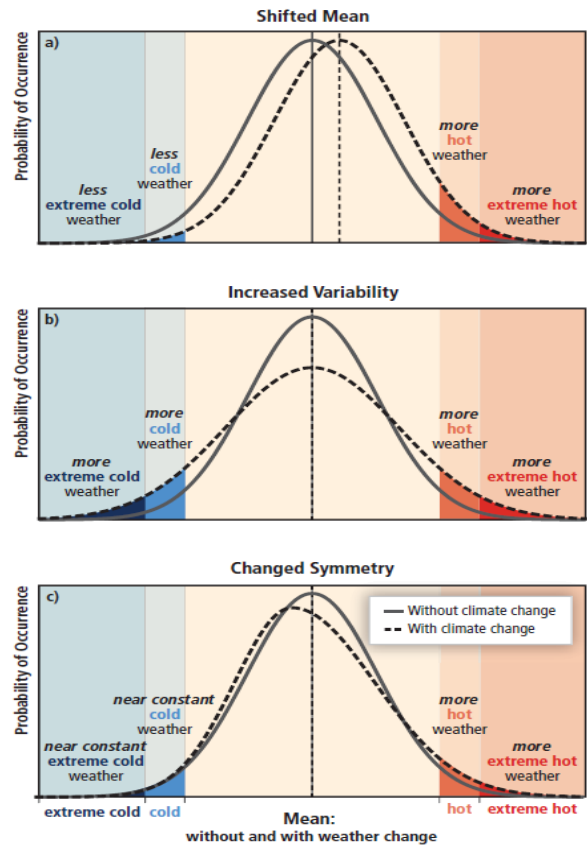 Shifted Mean
Probability of Occurrence
a)
less
extreme cold
weather
less
cold
weather
more
hot
weather
more
extreme hot
weather
Increased Variability
Probability of Occurrence
b)
more
extreme cold
weather
more
cold
weather
more
hot
weather
more
extreme hot
weather
Changed Symmetry
Probability of Occurrence
c)
Without climate change
With climate change
near constant
extreme cold
weather
near constant
cold
weather
more
hot
weather
more
extreme hot
weather
extreme cold
cold
Mean:
without and with weather change
hot
extreme hot